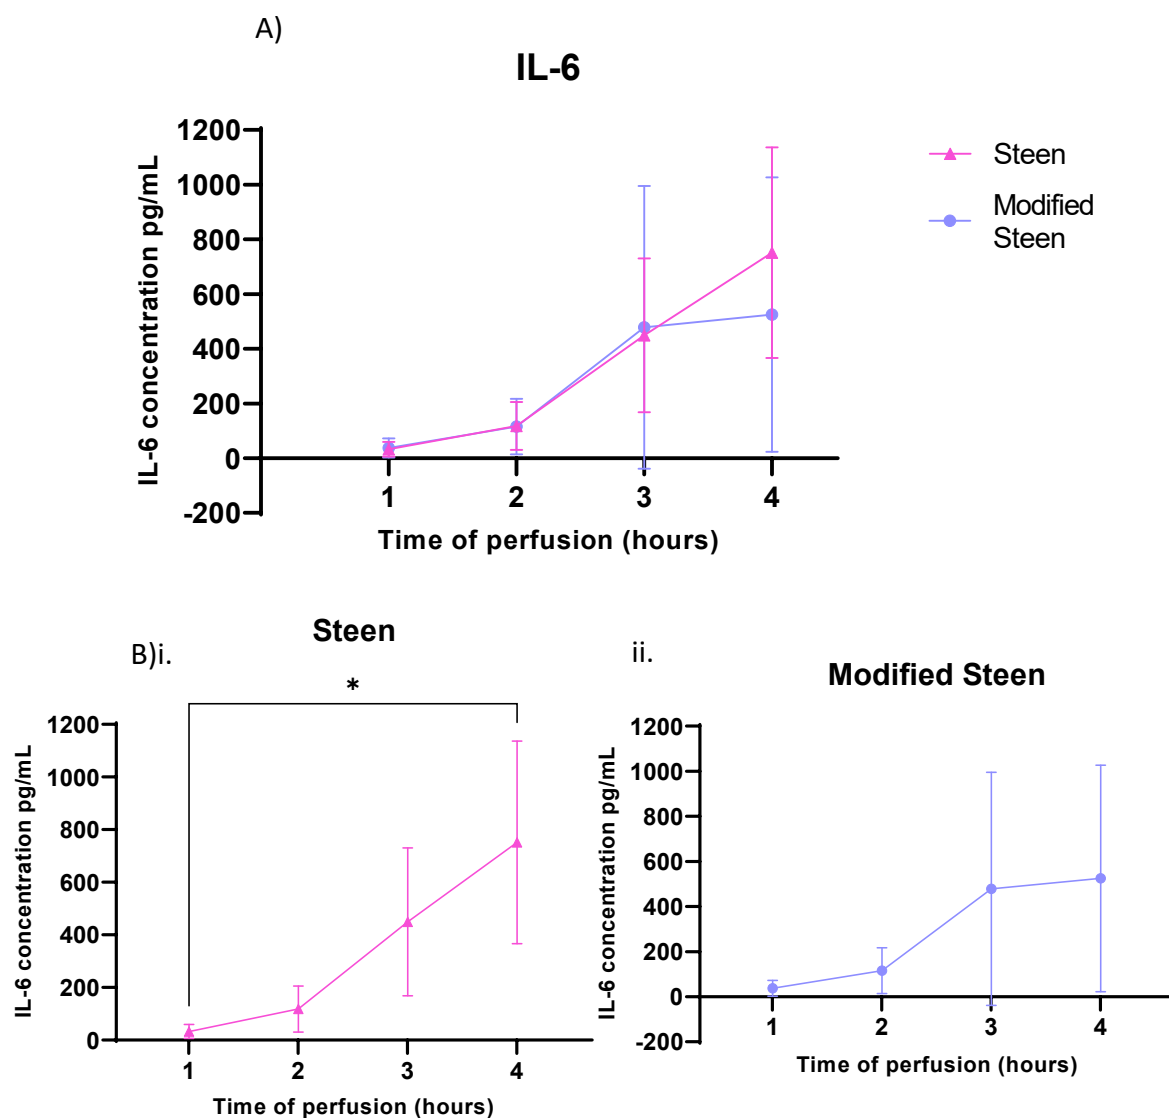 A)
IL-6
1200
1000
800
600
400
200
0
-200
IL-6 concentration pg/mL
1
2
3
4
Time of perfusion (hours)
Steen
Modified
Steen
B)i.
Steen
*
1200
1000
800
600
400
200
0
IL-6 concentration pg/mL
1
2
3
4
Time of perfusion (hours)
ii.
Modified Steen
1200
1000
800
600
400
200
0
-200
IL-6 concentration pg/mL
1
2
3
4
Time of perfusion (hours)